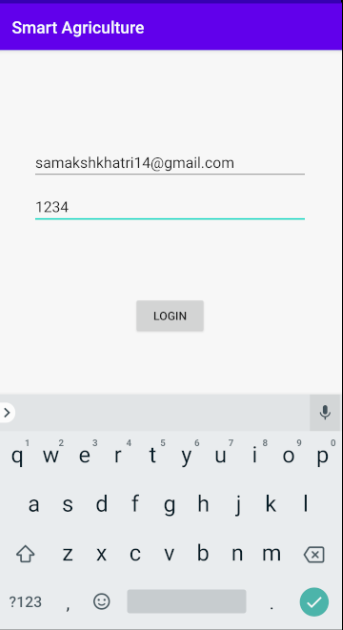 Smart Agriculture
samakshkhatri14@gmail.com
1234
LOGIN
1 2 3 4 5 6 7 8 9 0
q w e r t y u i o p
a s d f g h j k l
z x c v b n m
?123 , .